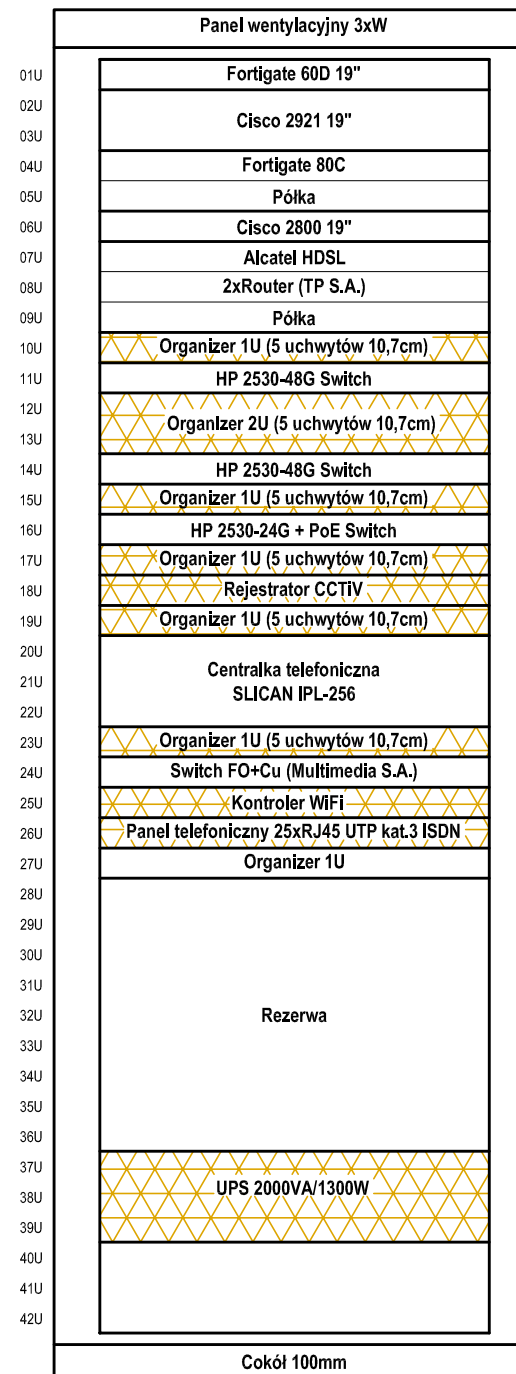 Panel wentylacyjny 3xW
01U Fortigate 60D 19"
02U
Cisco 2921 19"
03U
04U Fortigate 80C
05U Półka
06U Cisco 2800 19"
07U Alcatel HDSL
08U 2xRouter (TP S.A.)
09U Półka
10U Organizer 1U (5 uchwytów 10,7cm)
11U HP 2530-48G Switch
12U
Organizer 2U (5 uchwytów 10,7cm)
13U
14U HP 2530-48G Switch
15U Organizer 1U (5 uchwytów 10,7cm)
16U HP 2530-24G + PoE Switch
17U Organizer 1U (5 uchwytów 10,7cm)
18U Rejestrator CCTiV
19U Organizer 1U (5 uchwytów 10,7cm)
20U
Centralka telefoniczna
21U
SLICAN IPL-256
22U
23U Organizer 1U (5 uchwytów 10,7cm)
24U Switch FO+Cu (Multimedia S.A.)
25U Kontroler WiFi
26U Panel telefoniczny 25xRJ45 UTP kat.3 ISDN
27U Organizer 1U
28U
29U
30U
31U
32U Rezerwa
33U
34U
35U
36U
37U
UPS 2000VA/1300W
38U
39U
40U
41U
42U
Cokół 100mm